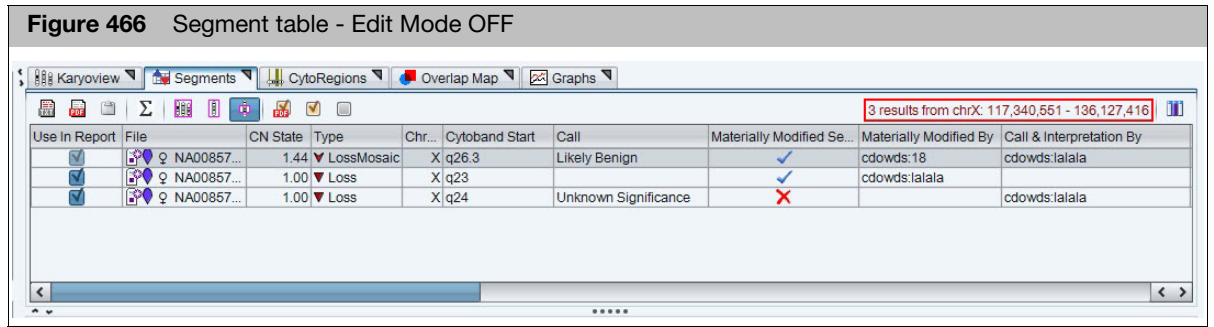 Figure 466 Segment table - Edit Mode OFF
Karyoview Segments CytoRegions Overlap Map Graphs
Σ 3 results from chrX: 117,340,551 - 136,127,416
Use In Report File CN State Type Chr... Cytoband Start Call Materially Modified Se... Materially Modified By Call & Interpretation By
♀ NA00857... 1.44 LossMosaic X q26.3 Likely Benign cdowds:18 cdowds:lalala
♀ NA00857... 1.00 Loss X q23 cdowds:lalala
♀ NA00857... 1.00 Loss X q24 Unknown Significance cdowds:lalala